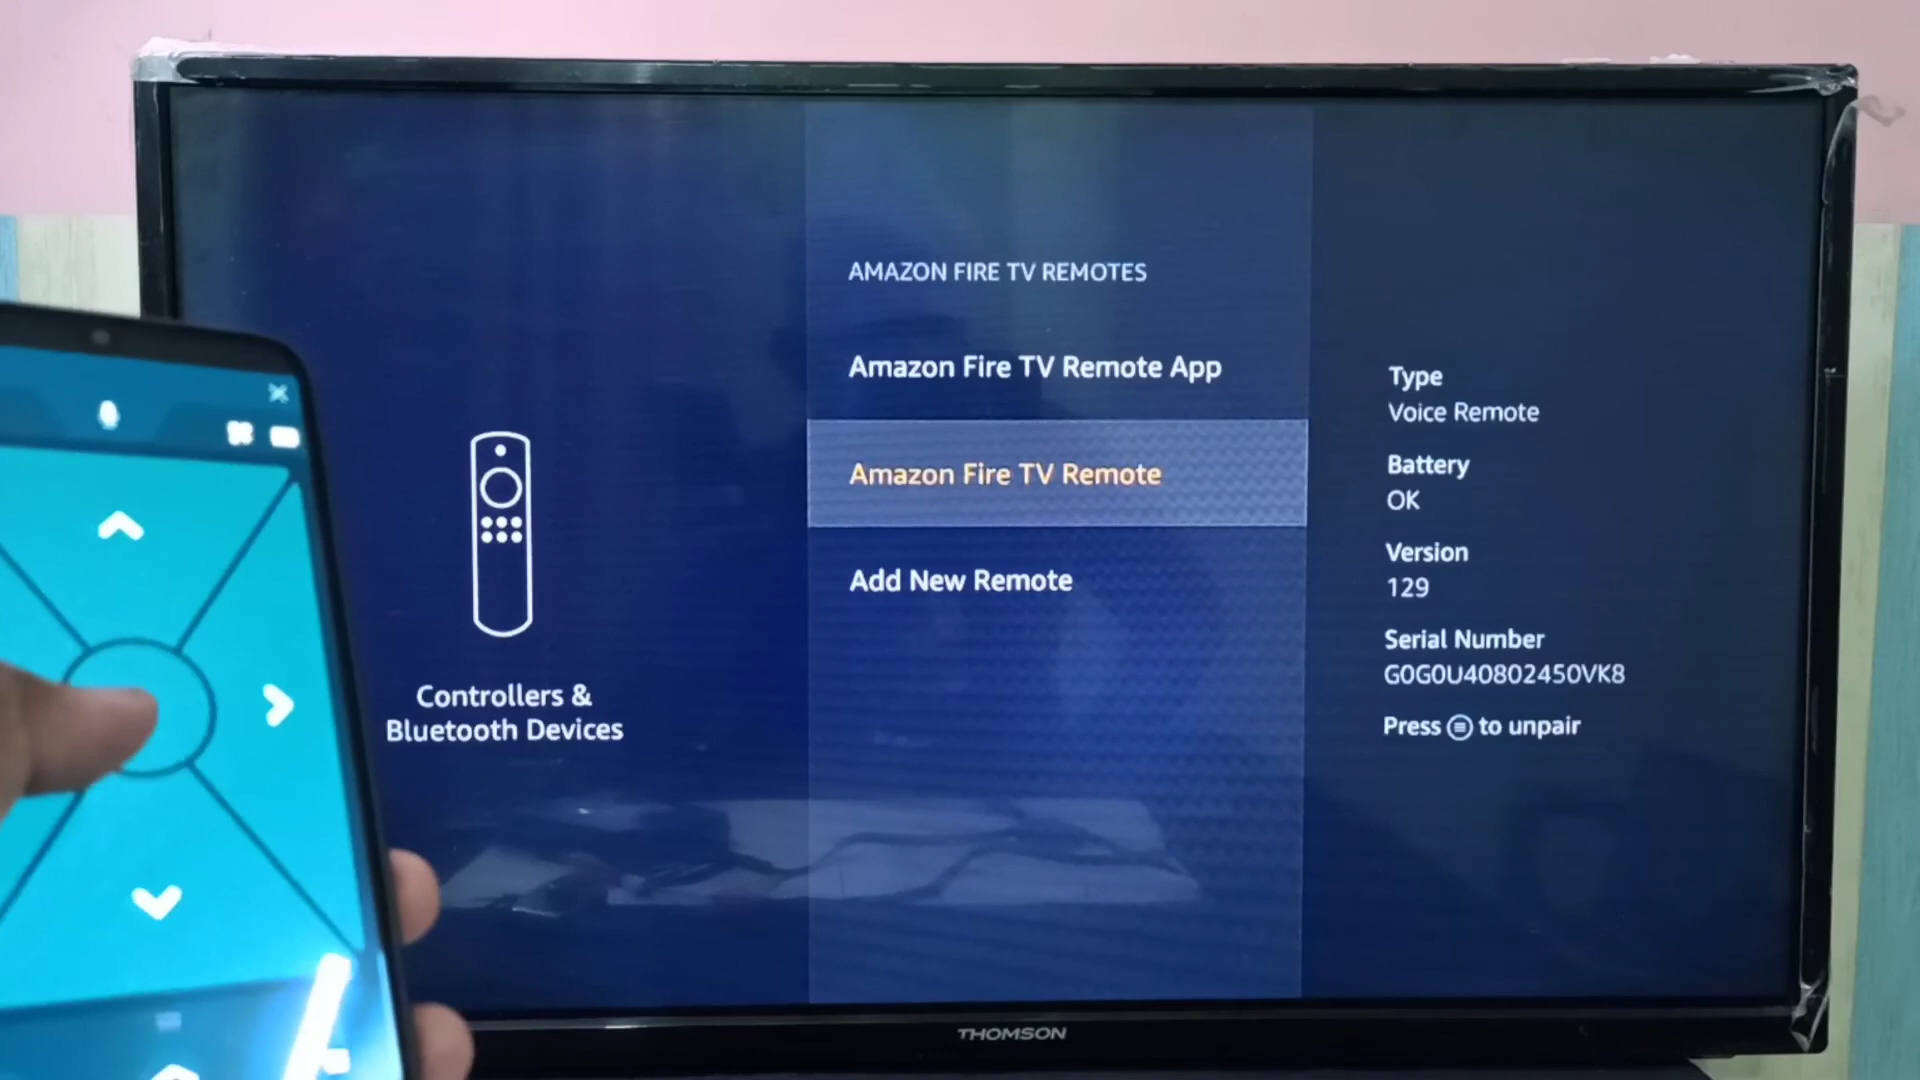 AMAZON FIRE TV REMOTES
Amazon Fire TV Remote App
Amazon Fire TV Remote
Add New Remote
Controllers &
Bluetooth Devices
Type
Voice Remote
Battery
OK
Version
129
Serial Number
G0G0U40802450VK8
Press to unpair
THOMSON